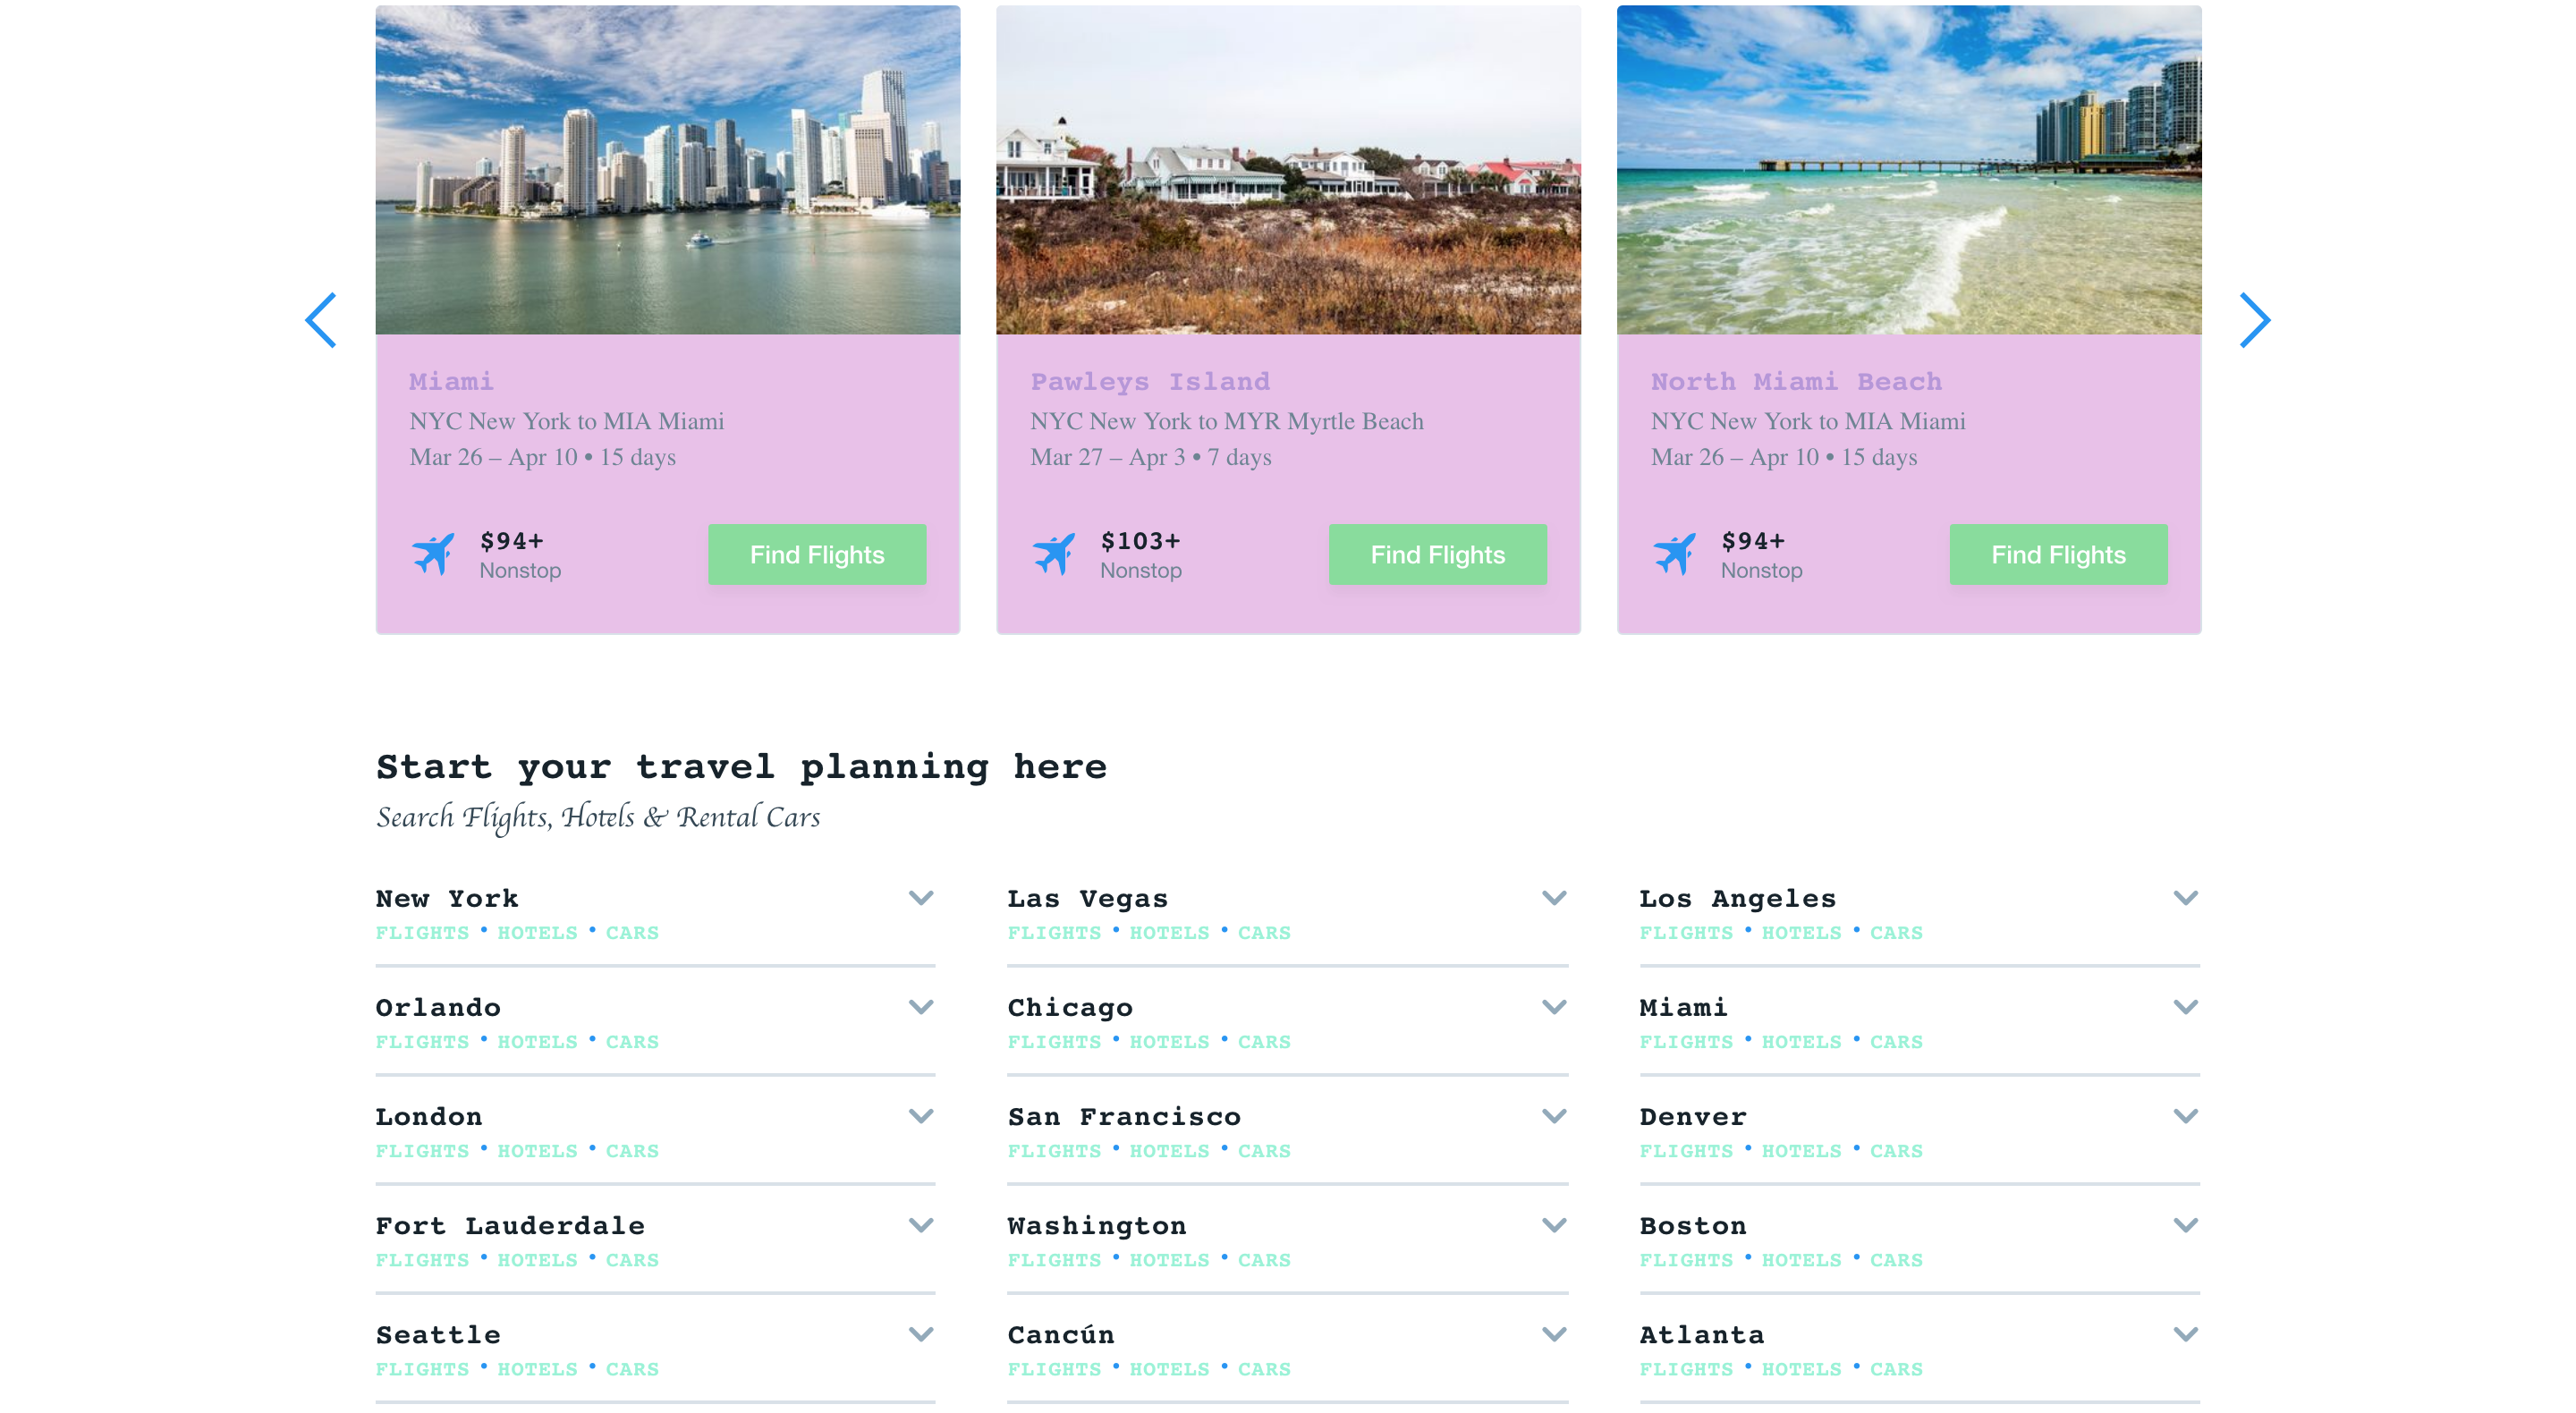 Miami
NYC New York to MIA Miami
Mar 26 – Apr 10 • 15 days
$94+
Nonstop
Find Flights
Pawleys Island
NYC New York to MYR Myrtle Beach
Mar 27 – Apr 3 • 7 days
$103+
Nonstop
Find Flights
North Miami Beach
NYC New York to MIA Miami
Mar 26 – Apr 10 • 15 days
$94+
Nonstop
Find Flights
Start your travel planning here
Search Flights, Hotels & Rental Cars
New York
FLIGHTS • HOTELS • CARS
Las Vegas
FLIGHTS • HOTELS • CARS
Los Angeles
FLIGHTS • HOTELS • CARS
Orlando
FLIGHTS • HOTELS • CARS
Chicago
FLIGHTS • HOTELS • CARS
Miami
FLIGHTS • HOTELS • CARS
London
FLIGHTS • HOTELS • CARS
San Francisco
FLIGHTS • HOTELS • CARS
Denver
FLIGHTS • HOTELS • CARS
Fort Lauderdale
FLIGHTS • HOTELS • CARS
Washington
FLIGHTS • HOTELS • CARS
Boston
FLIGHTS • HOTELS • CARS
Seattle
FLIGHTS • HOTELS • CARS
Cancún
FLIGHTS • HOTELS • CARS
Atlanta
FLIGHTS • HOTELS • CARS